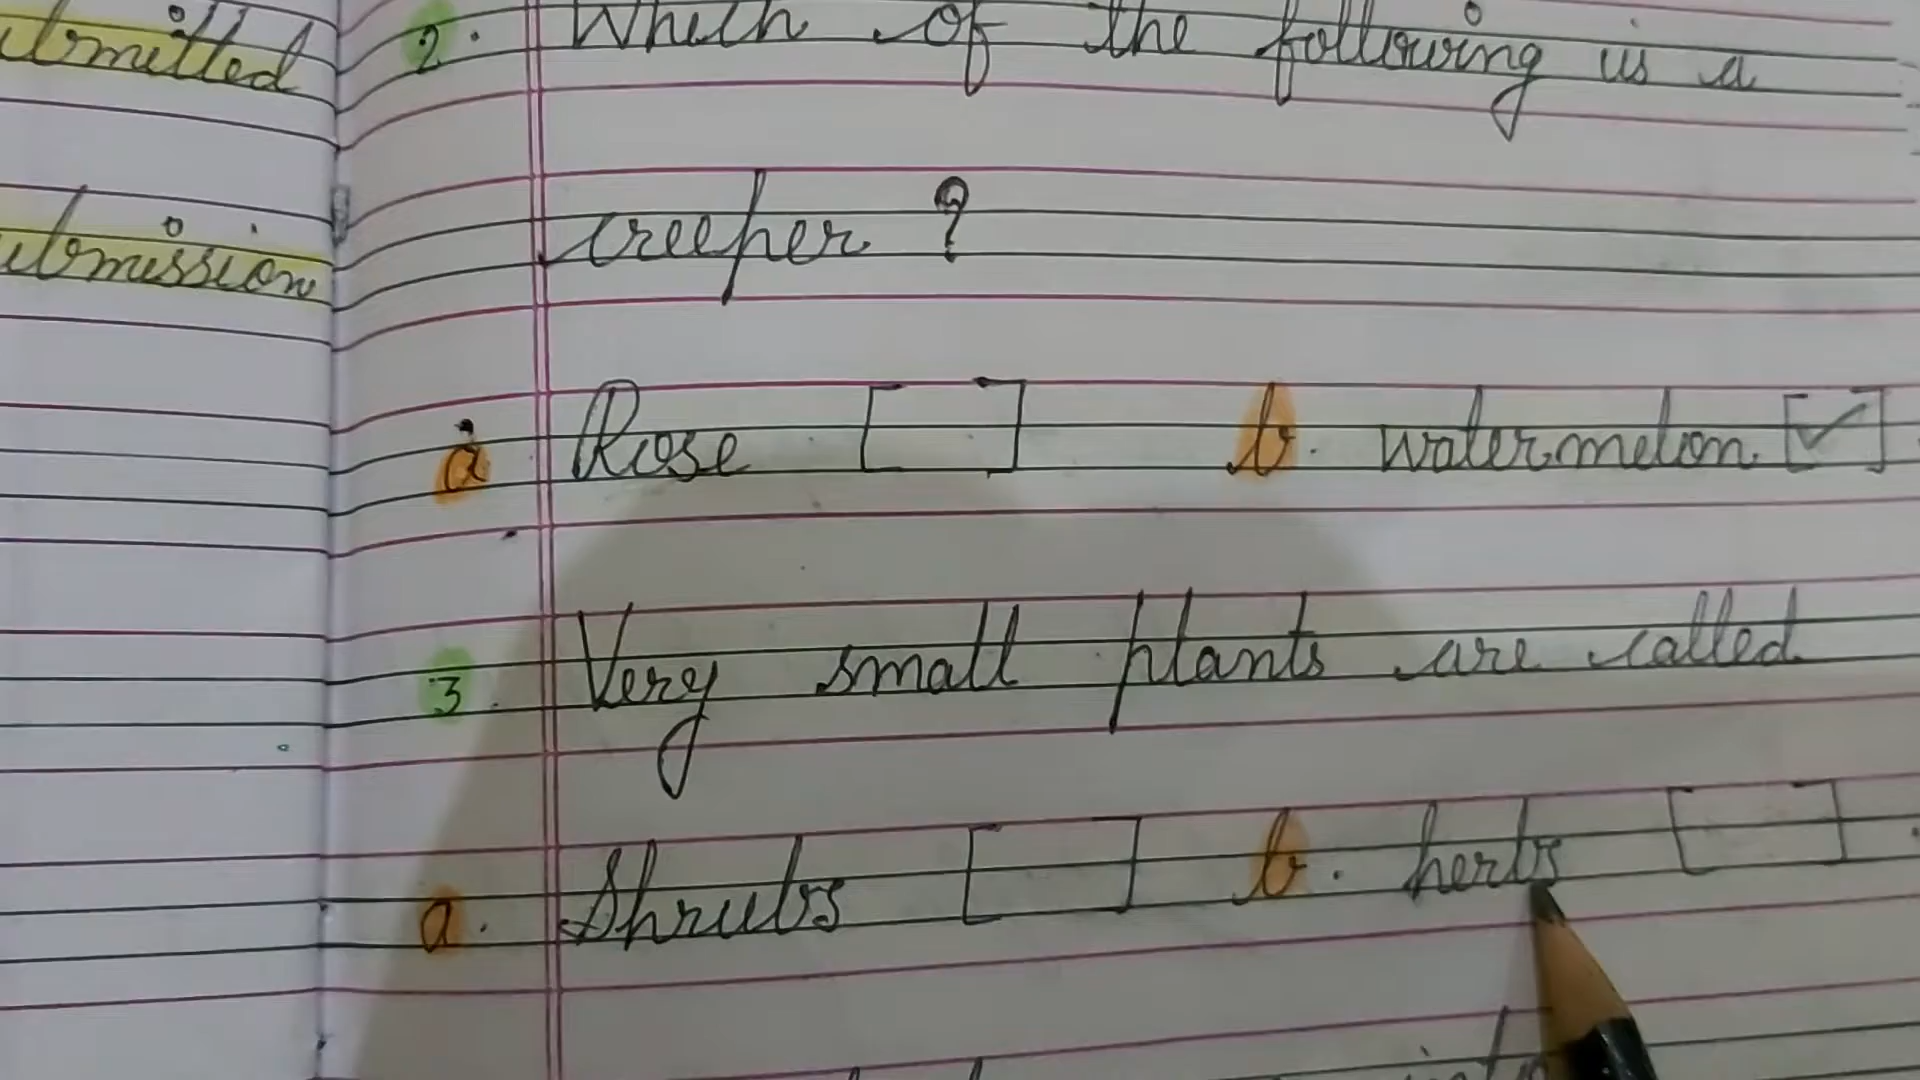 2. Which of the following is a
creeper ?
a Rose b. watermelon ✓
3. Very small plants are called
a. Shrubs b. herbs